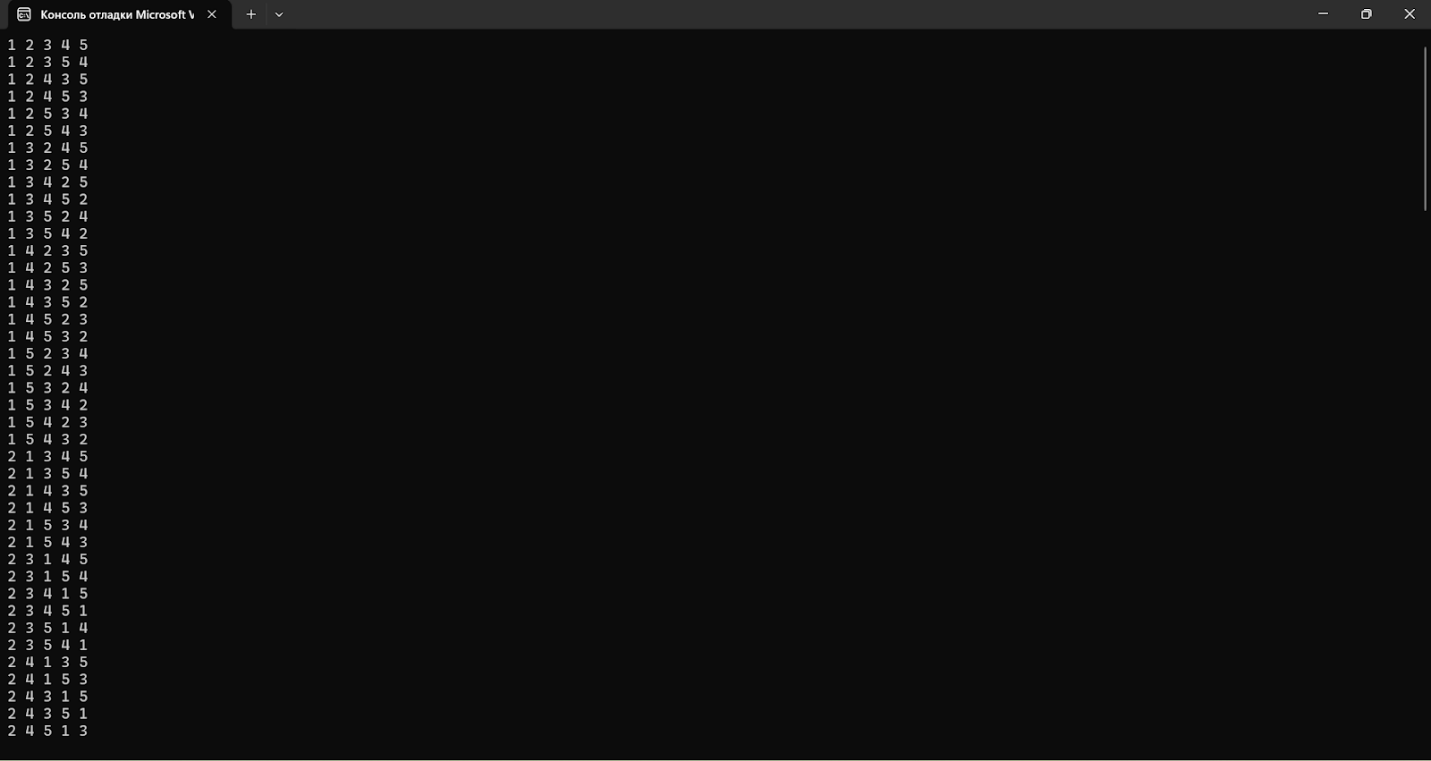 Консоль отладки Microsoft V
1 2 3 4 5
1 2 3 5 4
1 2 4 3 5
1 2 4 5 3
1 2 5 3 4
1 2 5 4 3
1 3 2 4 5
1 3 2 5 4
1 3 4 2 5
1 3 4 5 2
1 3 5 2 4
1 3 5 4 2
1 4 2 3 5
1 4 2 5 3
1 4 3 2 5
1 4 3 5 2
1 4 5 2 3
1 4 5 3 2
1 5 2 3 4
1 5 2 4 3
1 5 3 2 4
1 5 3 4 2
1 5 4 2 3
1 5 4 3 2
2 1 3 4 5
2 1 3 5 4
2 1 4 3 5
2 1 4 5 3
2 1 5 3 4
2 1 5 4 3
2 3 1 4 5
2 3 1 5 4
2 3 4 1 5
2 3 4 5 1
2 3 5 1 4
2 3 5 4 1
2 4 1 3 5
2 4 1 5 3
2 4 3 1 5
2 4 3 5 1
2 4 5 1 3